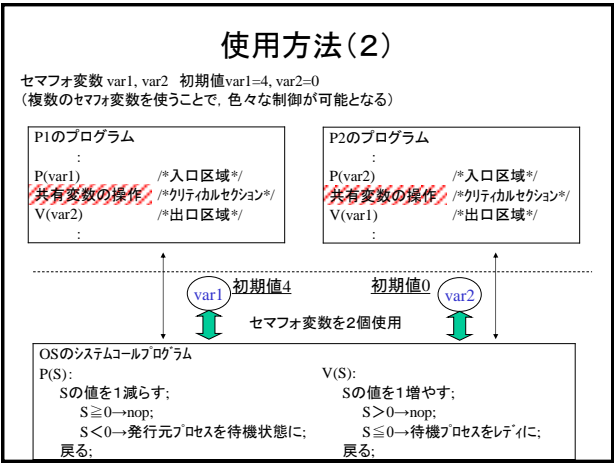 使用方法(2)
セマフォ変数 var1, var2 初期値var1=4, var2=0
(複数のセマフォ変数を使うことで, 色々な制御が可能となる)
P1のプログラム
:
P(var1) /*入口区域*/
共有変数の操作 /*クリティカルセクション*/
V(var2) /*出口区域*/
:
P2のプログラム
:
P(var2) /*入口区域*/
共有変数の操作 /*クリティカルセクション*/
V(var1) /*出口区域*/
:
var1 初期値4
初期値0 var2
セマフォ変数を2個使用
OSのシステムコールプログラム
P(S):
Sの値を1減らす;
S≧0→nop;
S<0→発行元プロセスを待機状態に;
戻る;
V(S):
Sの値を1増やす;
S>0→nop;
S≦0→待機プロセスをレディに;
戻る;